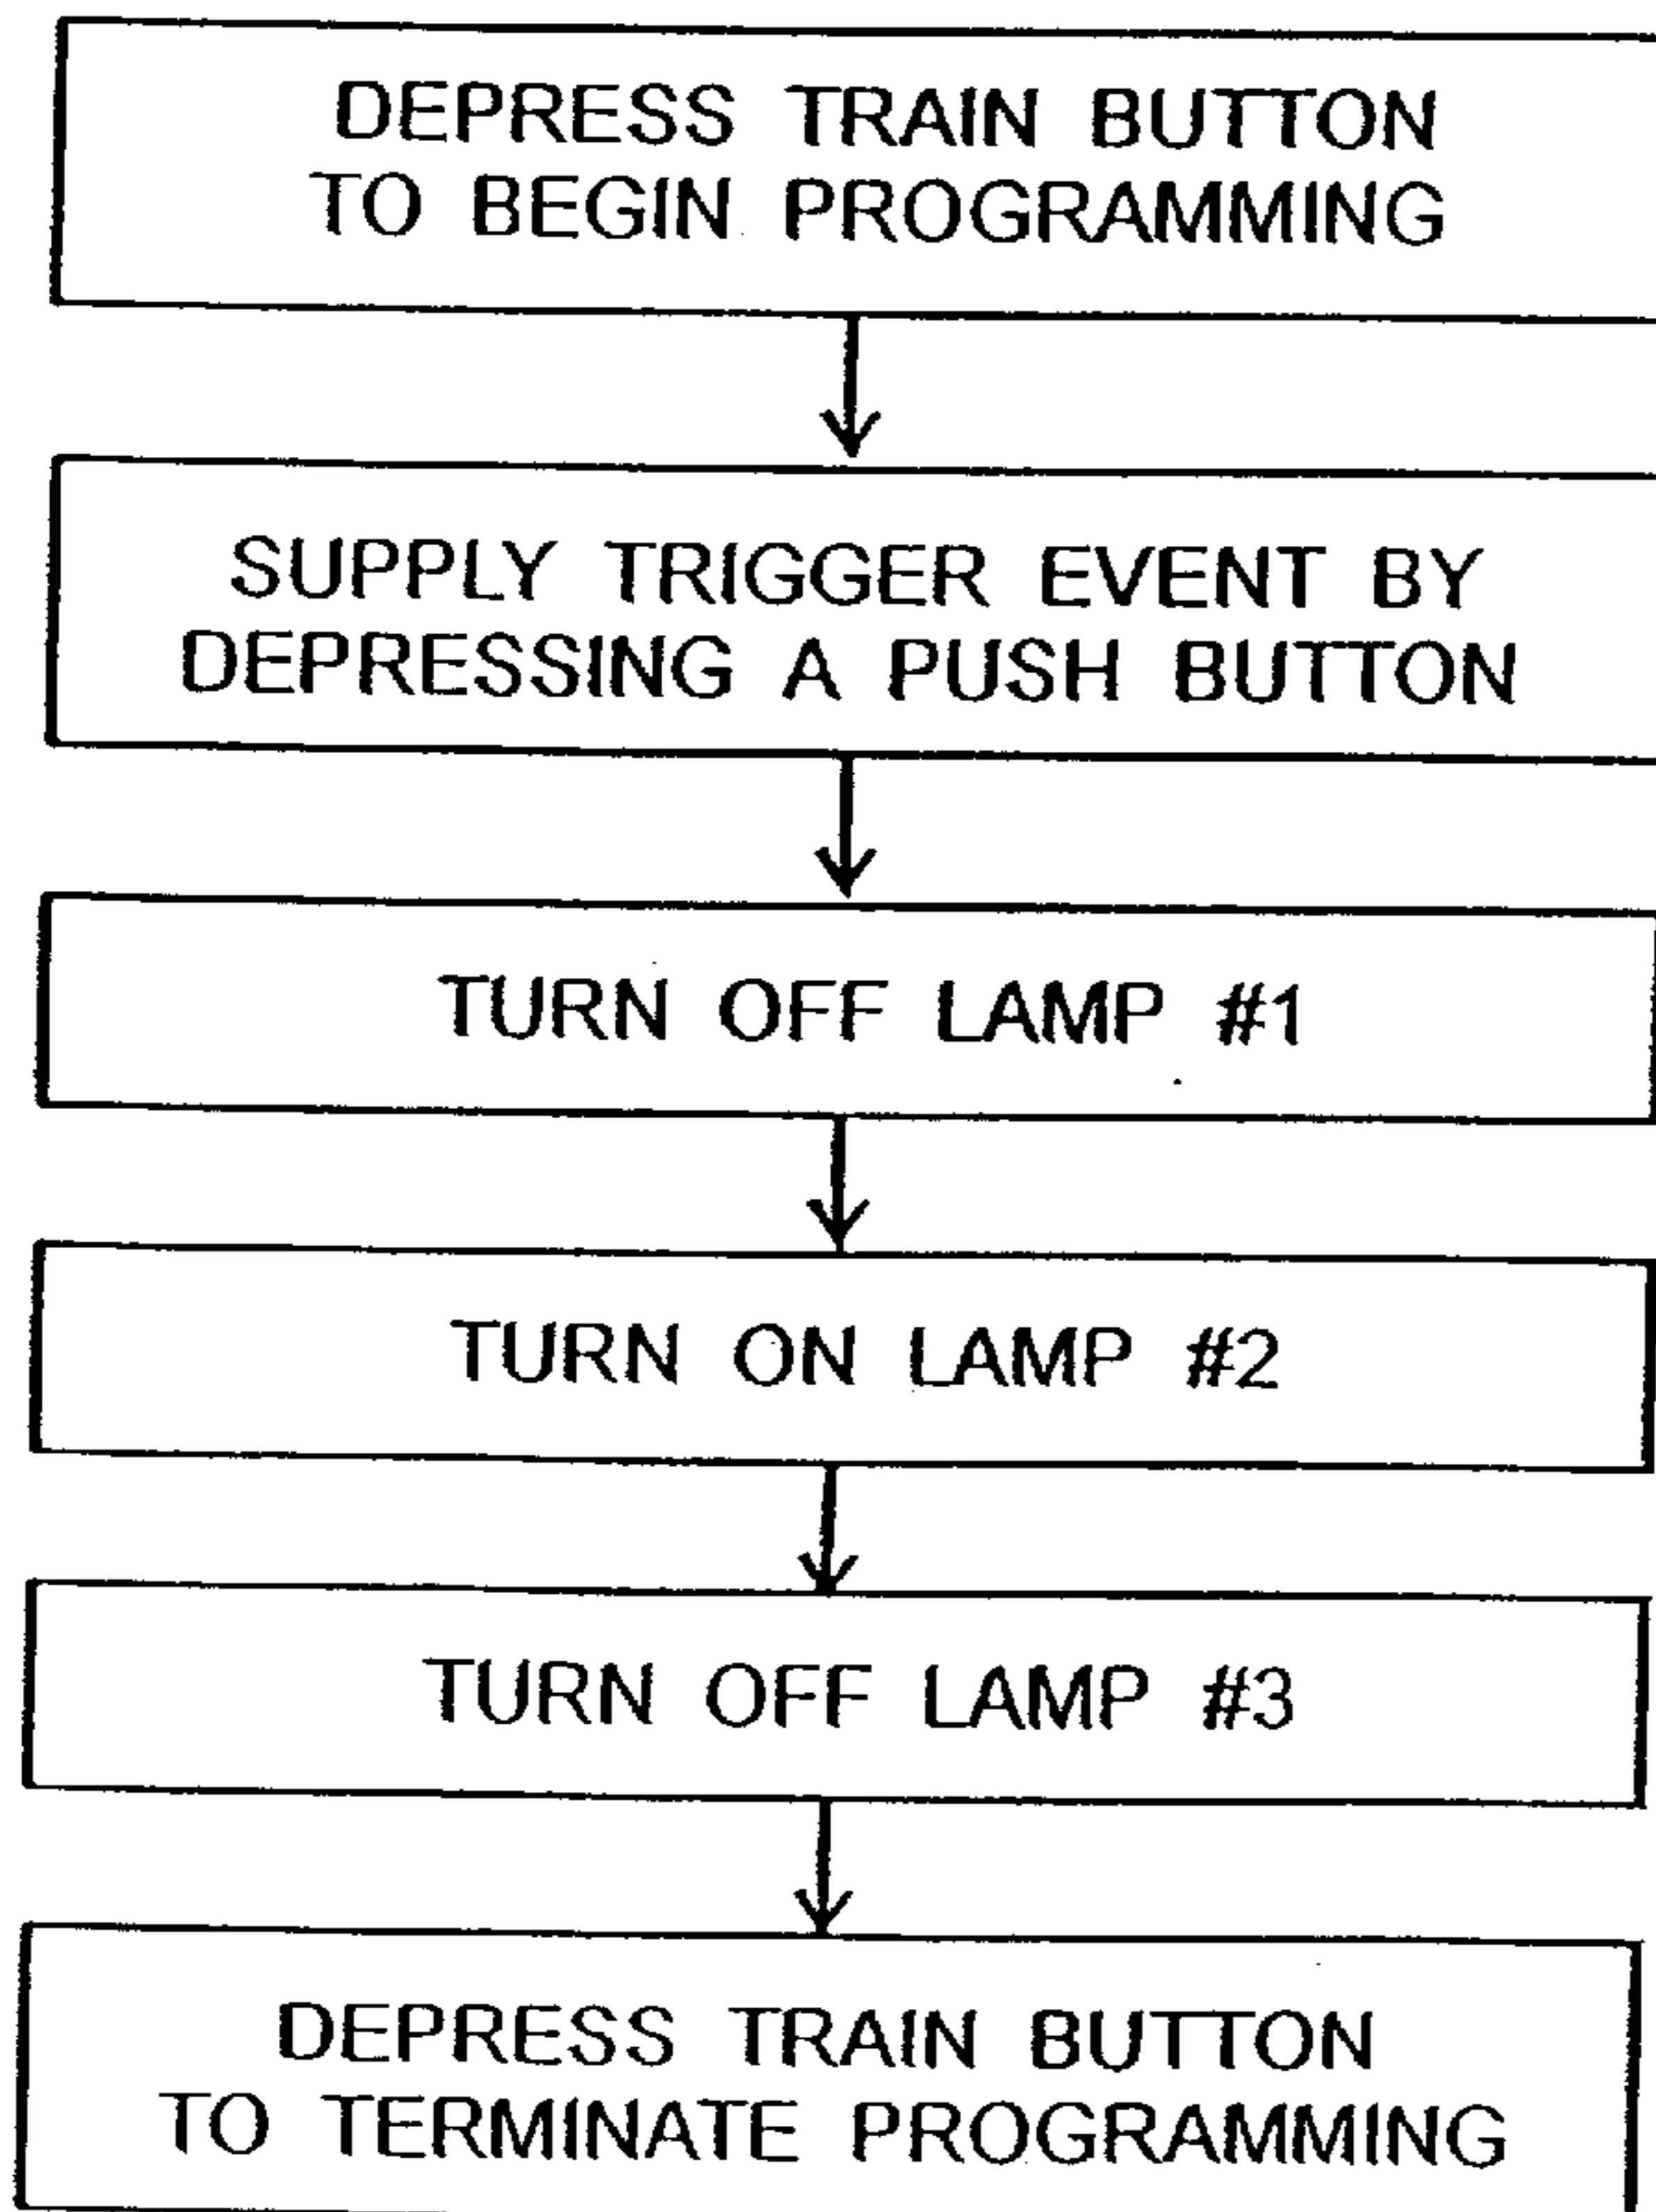 DEPRESS TRAIN BUTTON
TO BEGIN PROGRAMMING
SUPPLY TRIGGER EVENT BY
DEPRESSING A PUSH BUTTON
TURN OFF LAMP #1
TURN ON LAMP #2
TURN OFF LAMP #3
DEPRESS TRAIN BUTTON
TO TERMINATE PROGRAMMING